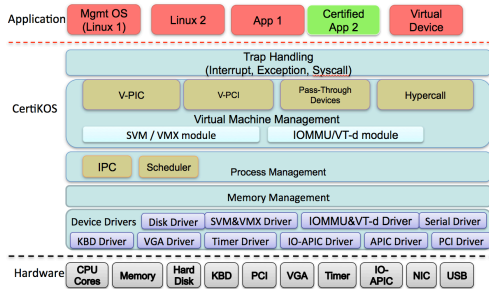 Application
Mgmt OS
(Linux 1)
Linux 2
App 1
Certified
App 2
Virtual
Device
Trap Handling
(Interrupt, Exception, Syscall)
CertiKOS
V-PIC
V-PCI
Pass-Through
Devices
Hypercall
Virtual Machine Management
SVM / VMX module
IOMMU/VT-d module
IPC
Scheduler
Process Management
Memory Management
Device Drivers
Disk Driver
SVM&VMX Driver
IOMMU&VT-d Driver
Serial Driver
KBD Driver
VGA Driver
Timer Driver
IO-APIC Driver
APIC Driver
PCI Driver
Hardware
CPU
Cores
Memory
Hard
Disk
KBD
PCI
VGA
Timer
IO-
APIC
NIC
USB